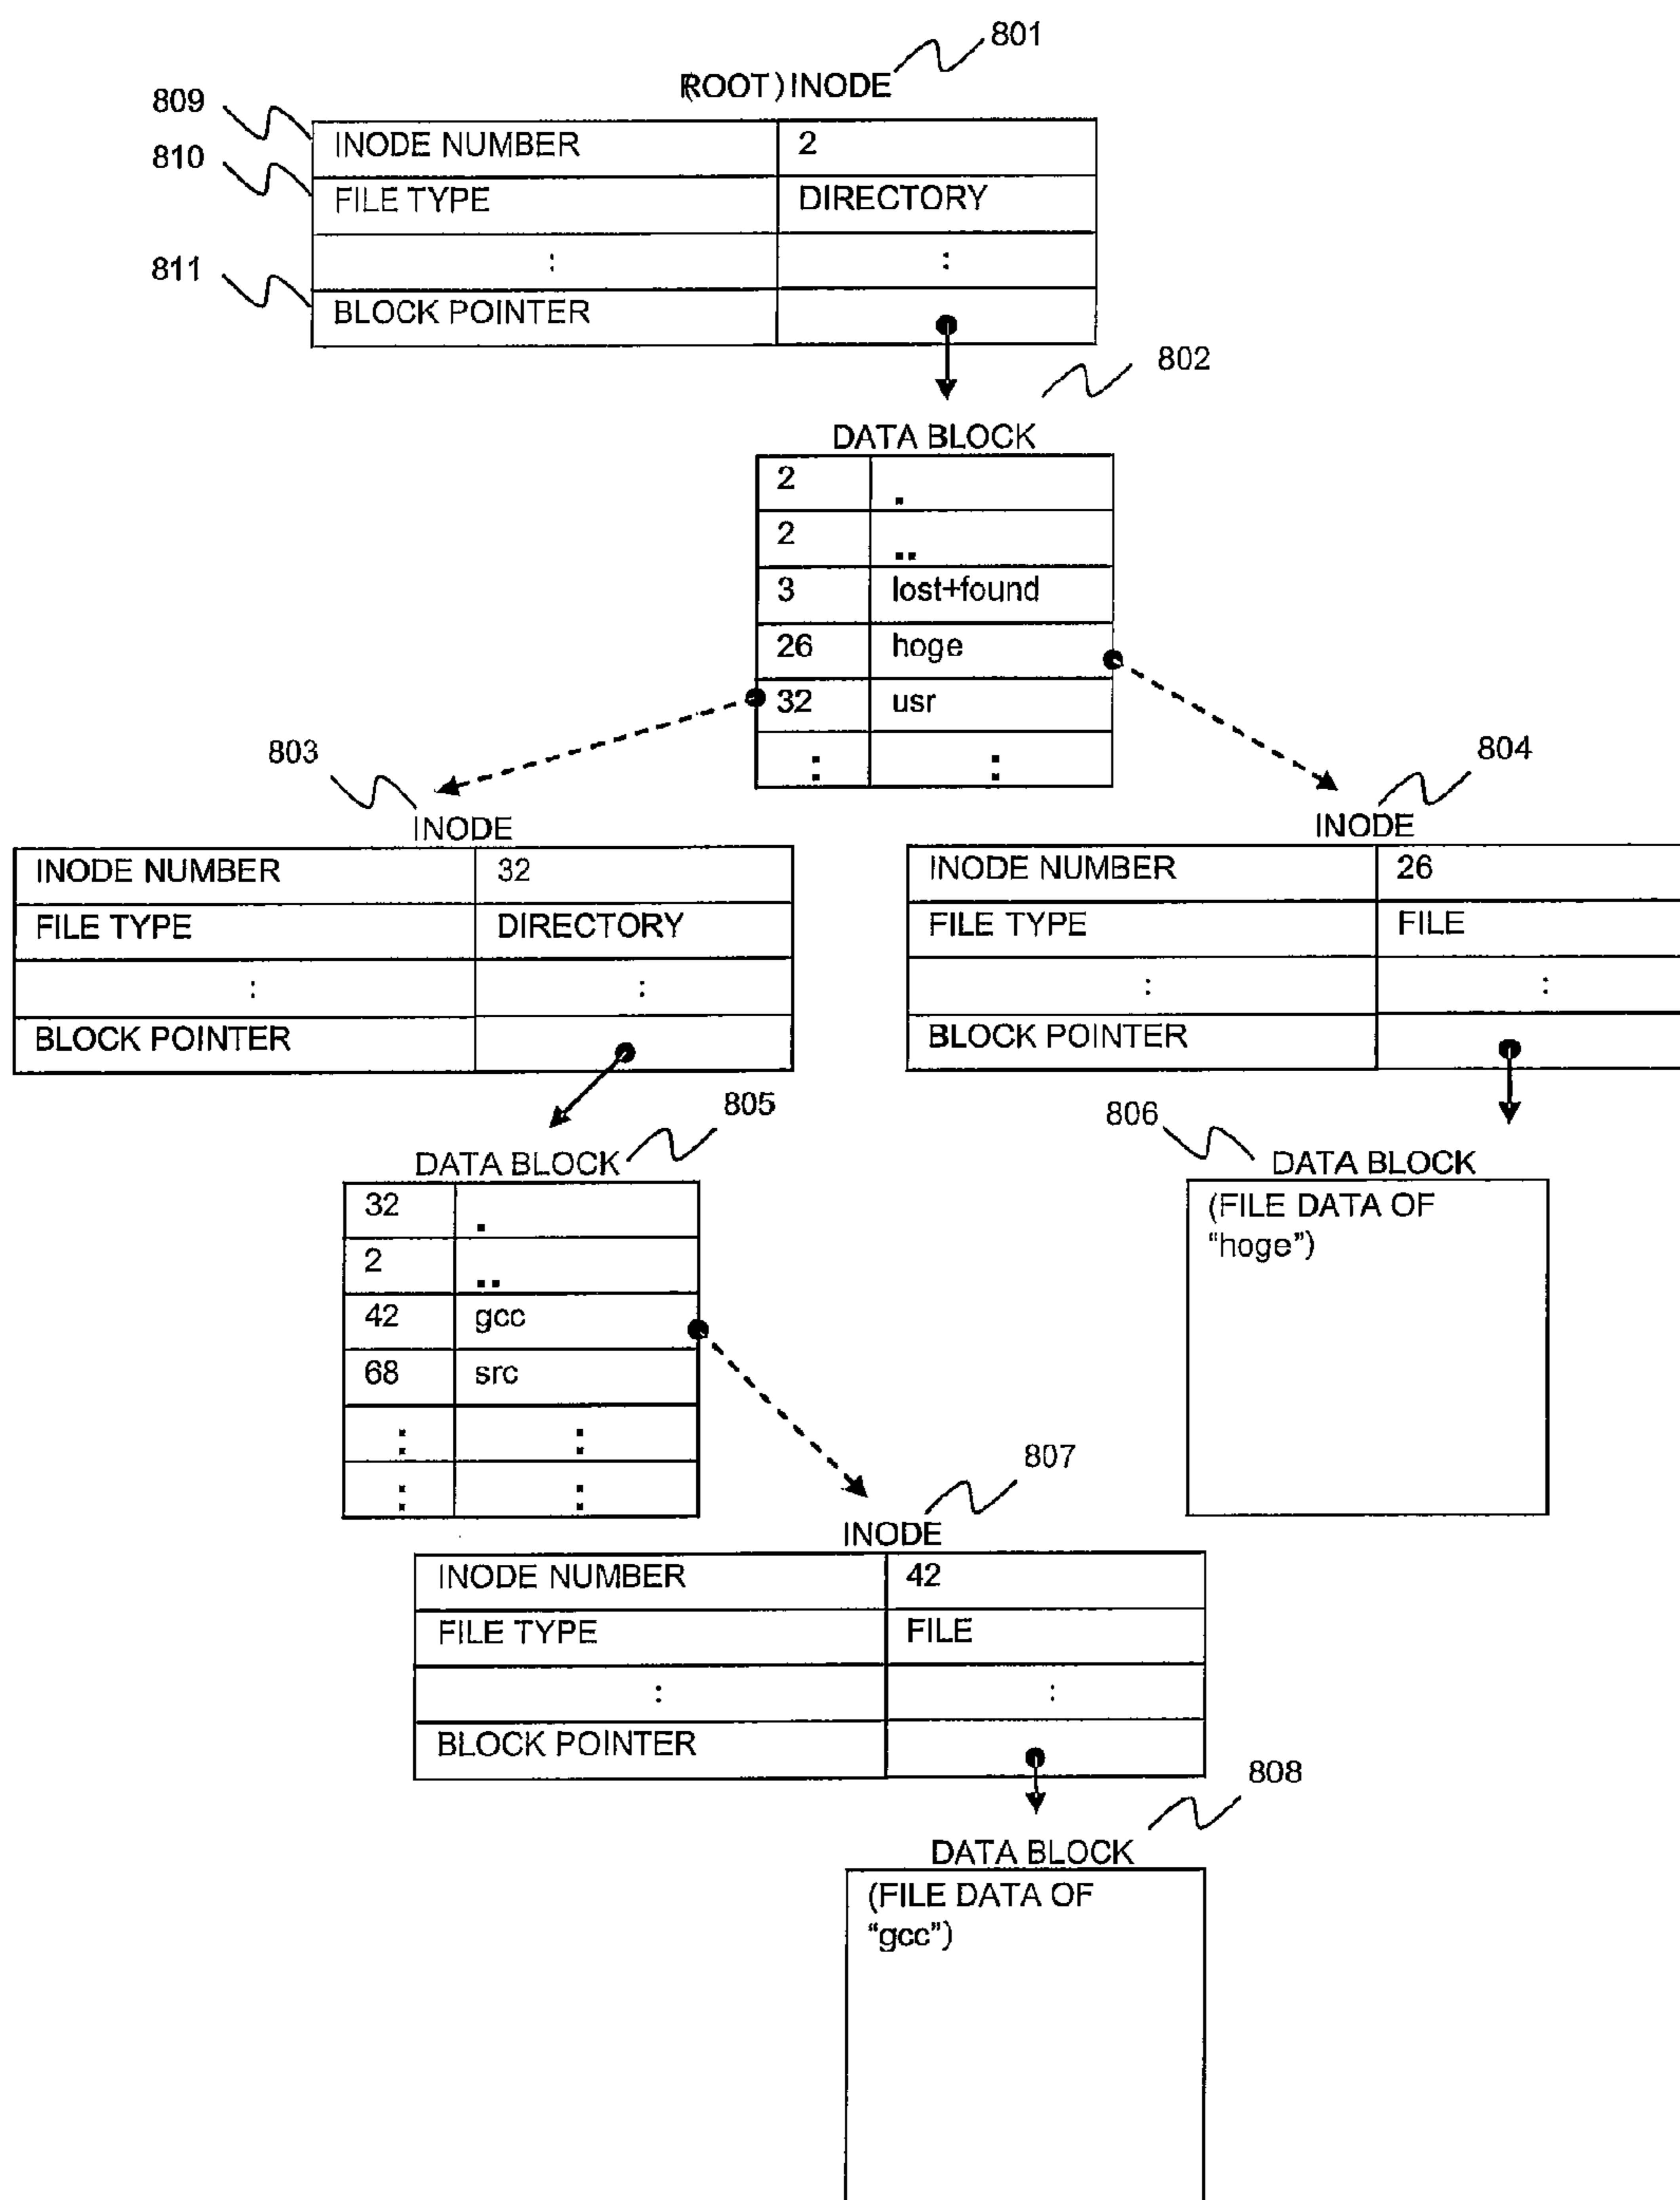 801
(ROOT) INODE
809
INODE NUMBER 2
810
FILE TYPE DIRECTORY
: :
811
BLOCK POINTER
802
DATA BLOCK
2 .
2 ..
3 lost+found
26 hoge
32 usr
: :
803
INODE
INODE NUMBER 32
FILE TYPE DIRECTORY
: :
BLOCK POINTER
804
INODE
INODE NUMBER 26
FILE TYPE FILE
: :
BLOCK POINTER
805
DATA BLOCK
32 .
2 ..
42 gcc
68 src
: :
: :
806
DATA BLOCK
(FILE DATA OF
“hoge”)
807
INODE
INODE NUMBER 42
FILE TYPE FILE
: :
BLOCK POINTER
808
DATA BLOCK
(FILE DATA OF
“gcc”)